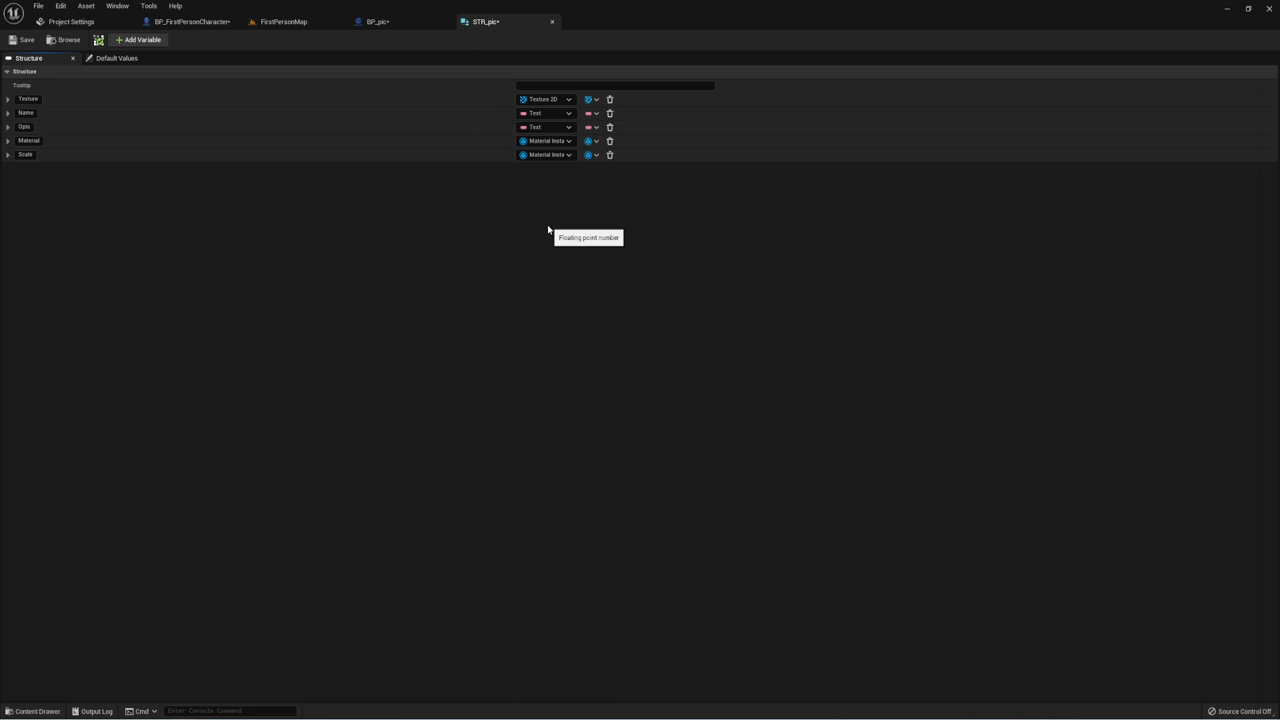 File Edit Asset Window Tools Help
Project Settings BP_FirstPersonCharacter• FirstPersonMap BP_pic• STR_pic•
Save Browse Add Variable
Structure Default Values
Structure
Tooltip
Texture Texture 2D
Name Text
Opis Text
Material Material Insta
Scale Material Insta
Floating point number
Content Drawer Output Log Cmd Enter Console Command Source Control Off